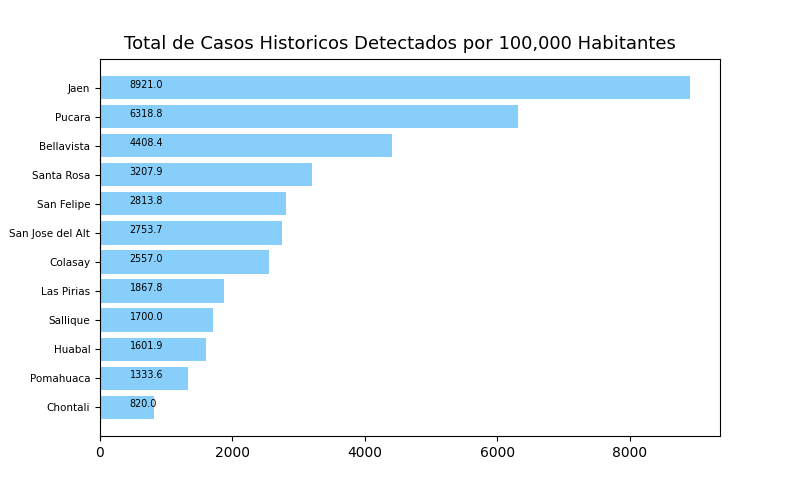 Total de Casos Historicos Detectados por 100,000 Habitantes
Jaen 8921.0
Pucara 6318.8
Bellavista 4408.4
Santa Rosa 3207.9
San Felipe 2813.8
San Jose del Alt 2753.7
Colasay 2557.0
Las Pirias 1867.8
Sallique 1700.0
Huabal 1601.9
Pomahuaca 1333.6
Chontali 820.0
0 2000 4000 6000 8000